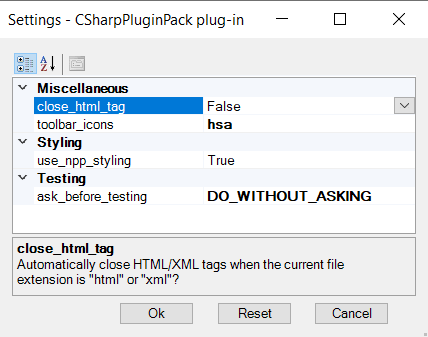 Settings - CSharpPluginPack plug-in
Miscellaneous
close_html_tag False
toolbar_icons hsa
Styling
use_npp_styling True
Testing
ask_before_testing DO_WITHOUT_ASKING
close_html_tag
Automatically close HTML/XML tags when the current file
extension is "html" or "xml"?
Ok Reset Cancel